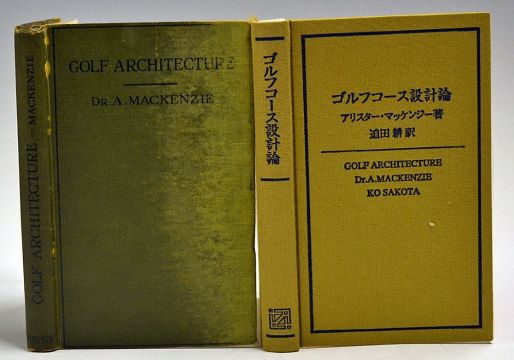 GOLF ARCHITECTURE — MACKENZIE
GOLF ARCHITECTURE
DR. A. MACKENZIE
ゴルフコース設計論
ゴルフコース設計論
アリスター・マッケンジー著
迫田 耕 訳
GOLF ARCHITECTURE
Dr.A.MACKENZIE
KO SAKOTA